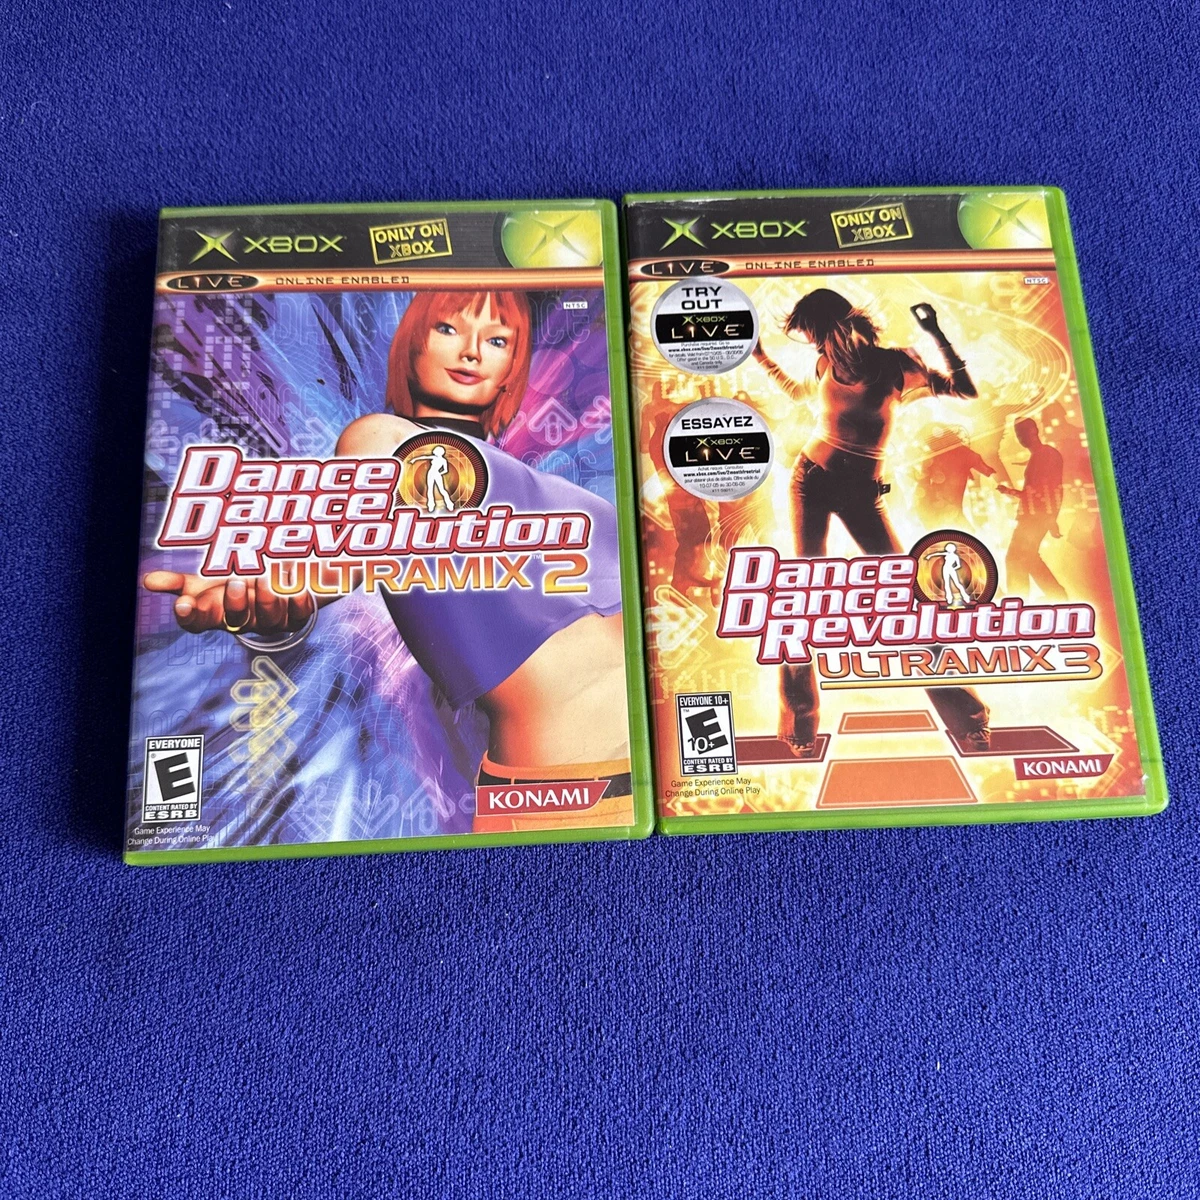 XBOX
ONLY ON
XBOX
LIVE ONLINE ENABLED
NTSC
Dance
Dance
Revolution
ULTRAMIX 2
™
EVERYONE
E
CONTENT RATED BY
ESRB
Game Experience May
Change During Online Play
KONAMI
XBOX
ONLY ON
XBOX
LIVE ONLINE ENABLED
NTSC
TRY
OUT
XBOX
LIVE
ESSAYEZ
XBOX
LIVE
Dance
Dance
Revolution
ULTRAMIX 3
EVERYONE 10+
E
10+
CONTENT RATED BY
ESRB
Game Experience May
Change During Online Play
KONAMI